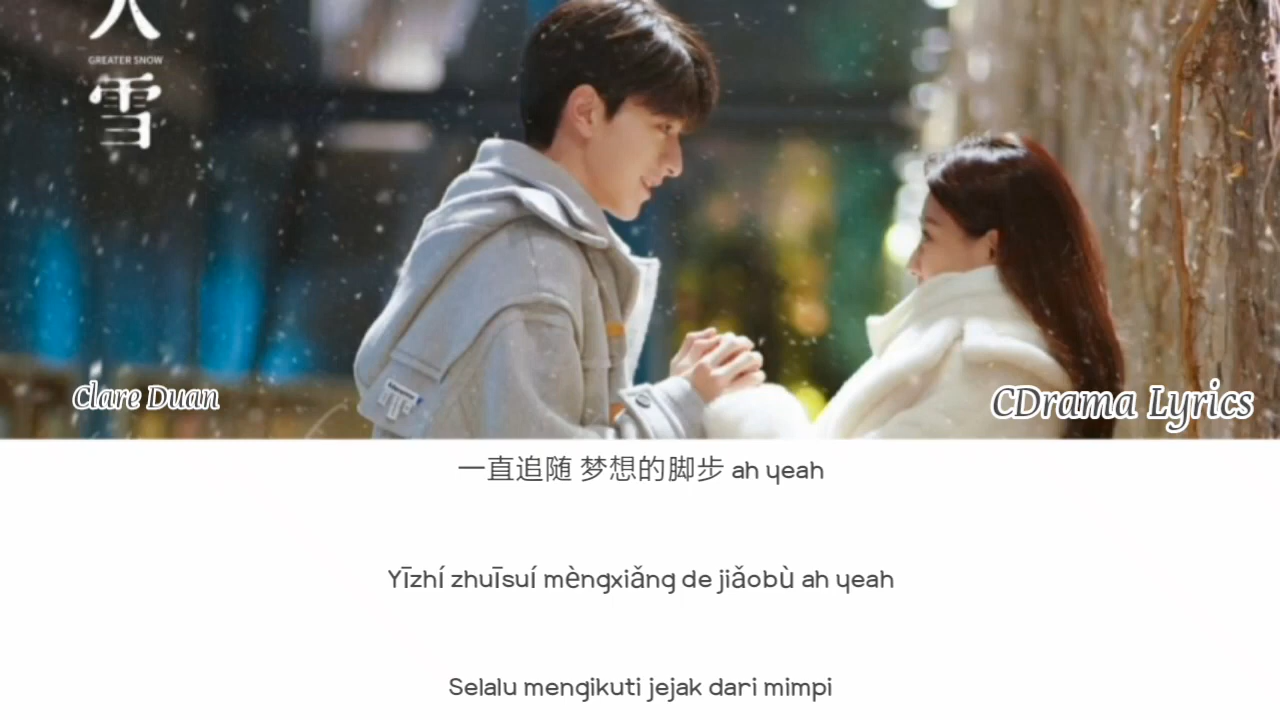 大
GREATER SNOW
雪
Clare Duan
CDrama Lyrics
一直追随 梦想的脚步 ah yeah
Yīzhí zhuīsuí mèngxiǎng de jiǎobù ah yeah
Selalu mengikuti jejak dari mimpi